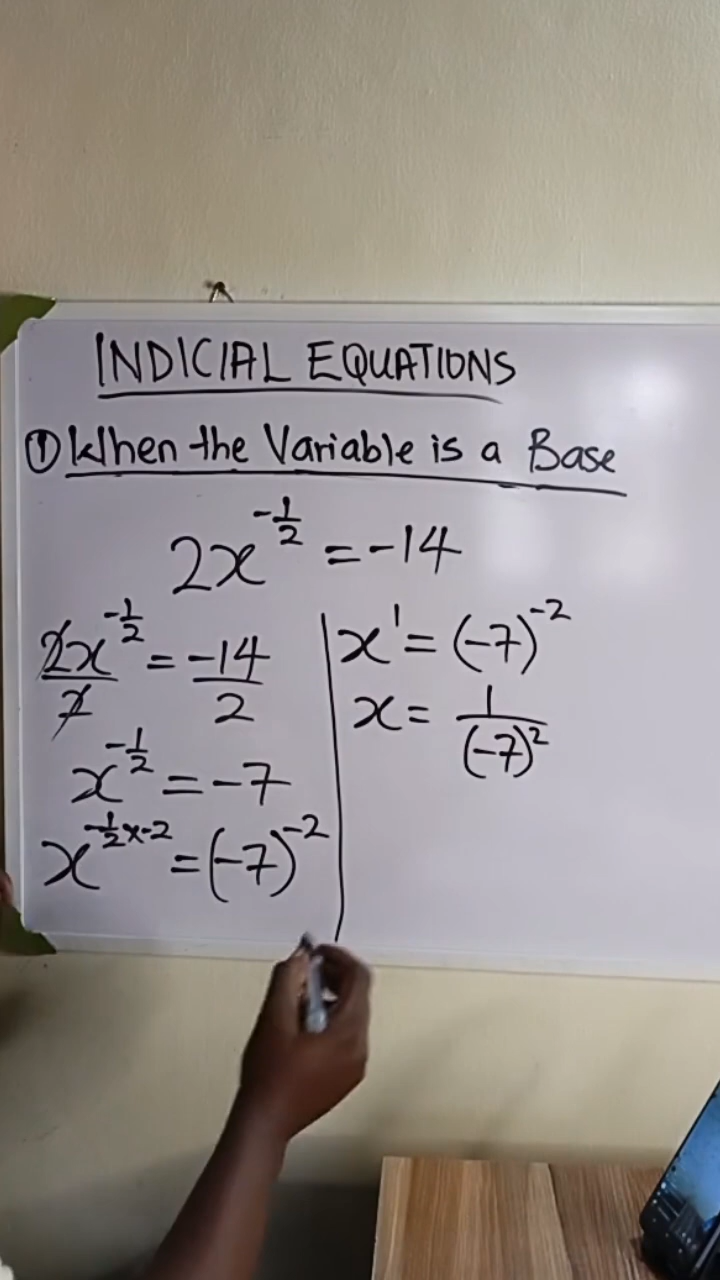 INDICIAL EQUATIONS
① When the Variable is a Base
2x^{-1/2} = -14
2x^{-1/2}/2 = -14/2
x^{-1/2} = -7
x^{-1/2 x -2} = (-7)^{-2}
x^1 = (-7)^{-2}
x = 1/(-7)^2